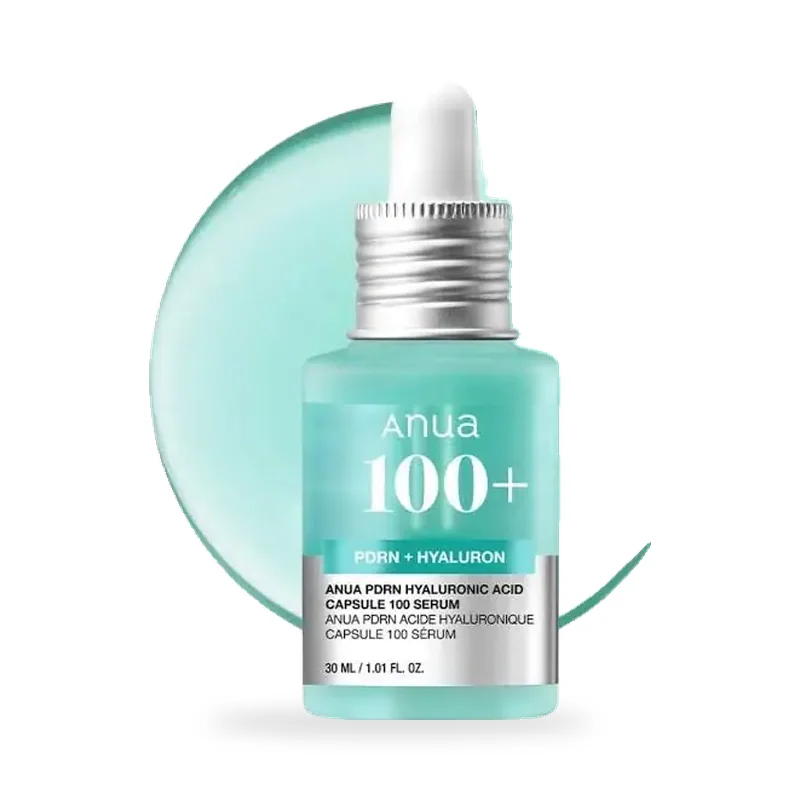 Anua
100+
PDRN + HYALURON
ANUA PDRN HYALURONIC ACID
CAPSULE 100 SERUM
ANUA PDRN ACIDE HYALURONIQUE
CAPSULE 100 SÉRUM
30 ML / 1.01 FL. OZ.